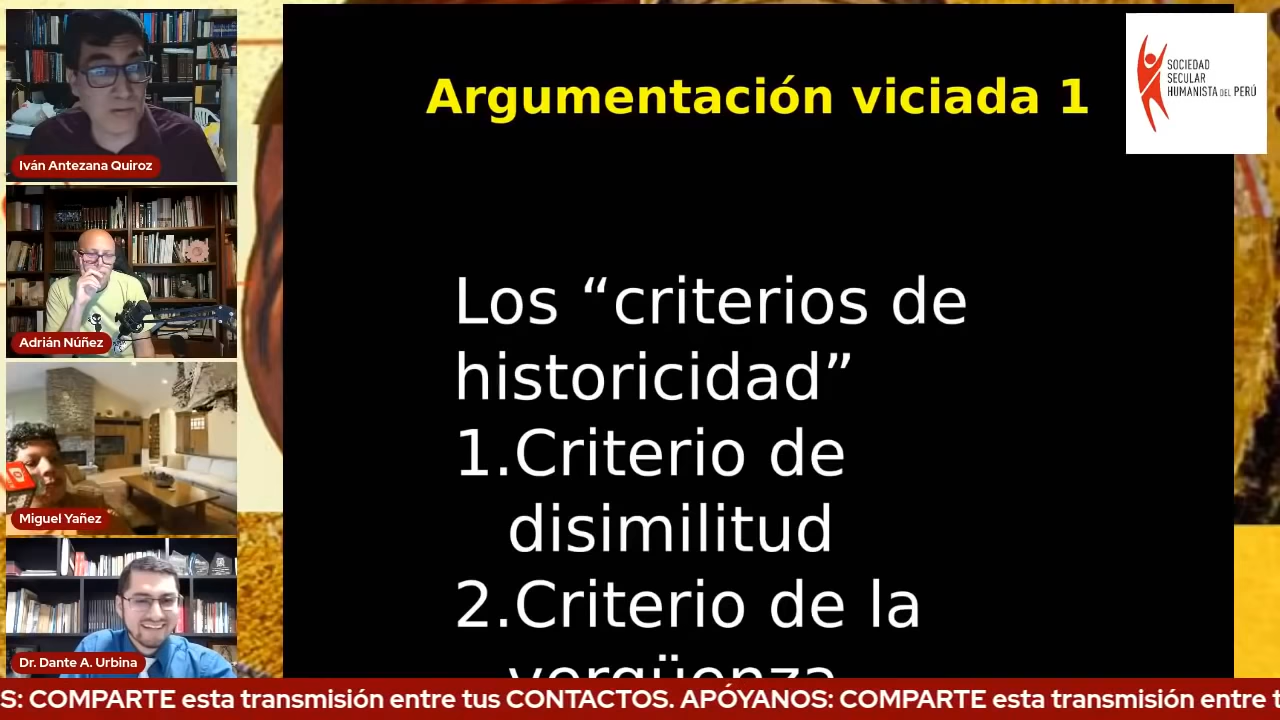 Iván Antezana Quiroz
Adrián Núñez
Miguel Yañez
Dr. Dante A. Urbina
Argumentación viciada 1
Los “criterios de
historicidad”
1.Criterio de
disimilitud
2.Criterio de la
vergüenza
SOCIEDAD
SECULAR
HUMANISTA DEL PERÚ
S: COMPARTE esta transmisión entre tus CONTACTOS. APÓYANOS: COMPARTE esta transmisión entre t